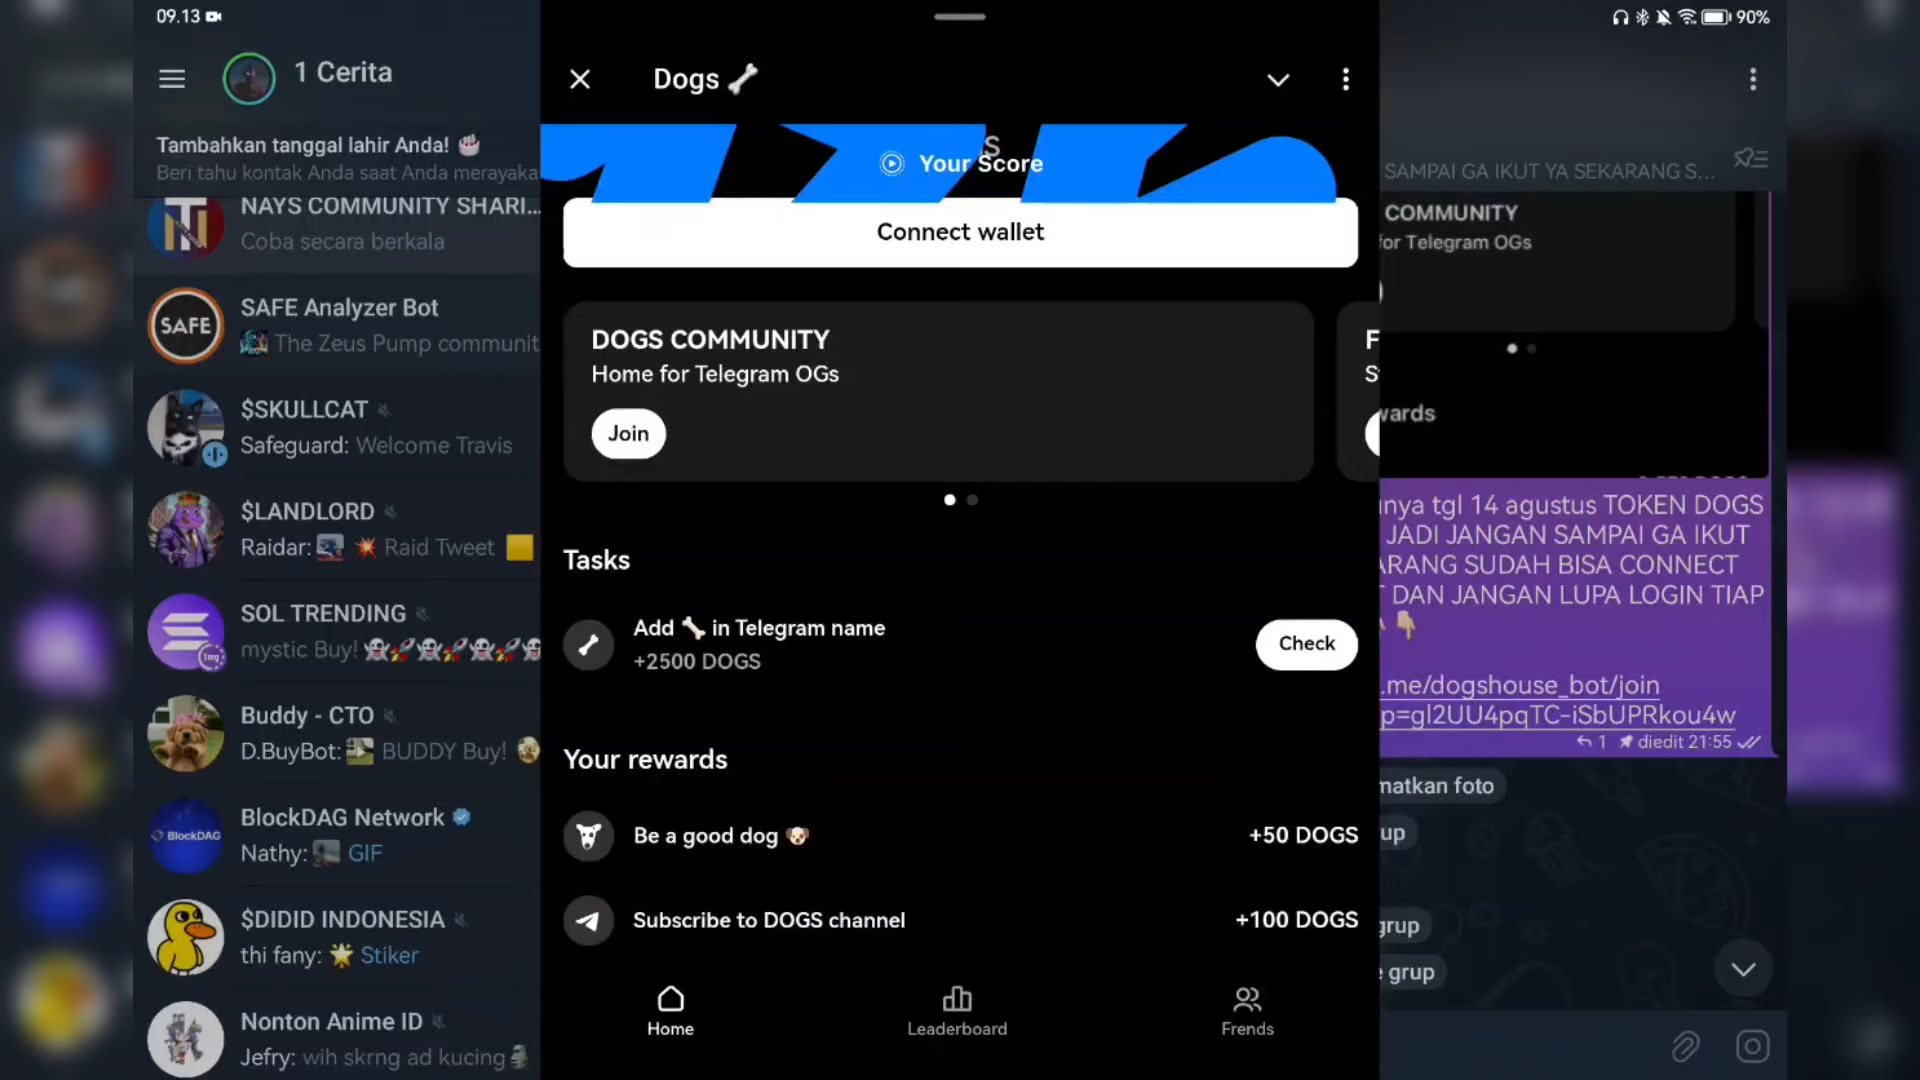 09.13
90%
1 Cerita
Tambahkan tanggal lahir Anda! 🎂
Beri tahu kontak Anda saat Anda merayaka
NAYS COMMUNITY SHARI...
Coba secara berkala
SAFE
SAFE Analyzer Bot
The Zeus Pump communit
$SKULLCAT
Safeguard: Welcome Travis
$LANDLORD
Raidar: 💥 Raid Tweet 🟨
SOL TRENDING
mystic Buy! 👻🚀👻🚀👻🚀👻
1mg
Buddy - CTO
D.BuyBot: BUDDY Buy!
BlockDAG
BlockDAG Network
Nathy: GIF
$DIDID INDONESIA
thi fany: 🌟 Stiker
Nonton Anime ID
Jefry: wih skrng ad kucing🗿
Dogs 🦴
S
Your Score
Connect wallet
DOGS COMMUNITY
Home for Telegram OGs
Join
F
S
Tasks
Add 🦴 in Telegram name
+2500 DOGS
Check
Your rewards
Be a good dog 🐶
+50 DOGS
Subscribe to DOGS channel
+100 DOGS
Home
Leaderboard
Frends
SAMPAI GA IKUT YA SEKARANG S...
COMMUNITY
for Telegram OGs
wards
nya tgl 14 agustus TOKEN DOGS
JADI JANGAN SAMPAI GA IKUT
ARANG SUDAH BISA CONNECT
T DAN JANGAN LUPA LOGIN TIAP
A 👇
.me/dogshouse_bot/join
p=gl2UU4pqTC-iSbUPRkou4w
1 diedit 21:55
matkan foto
up
grup
e grup